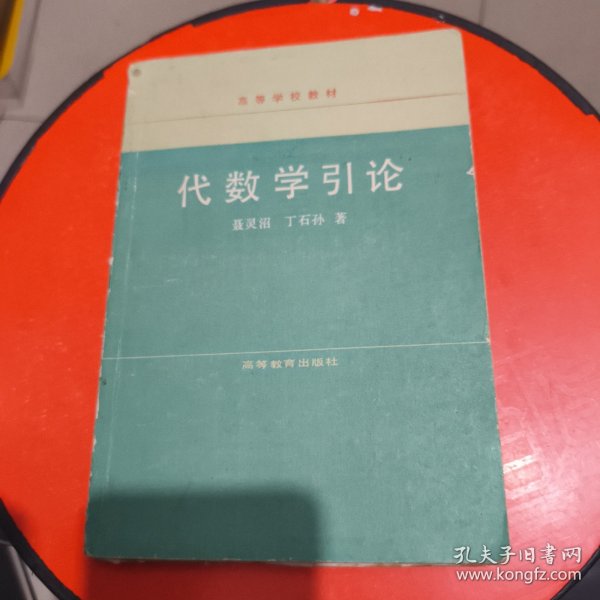 高等学校教材
代数学引论
聂灵沼 丁石孙 著
高等教育出版社
孔夫子旧书网
www.kongfz.com